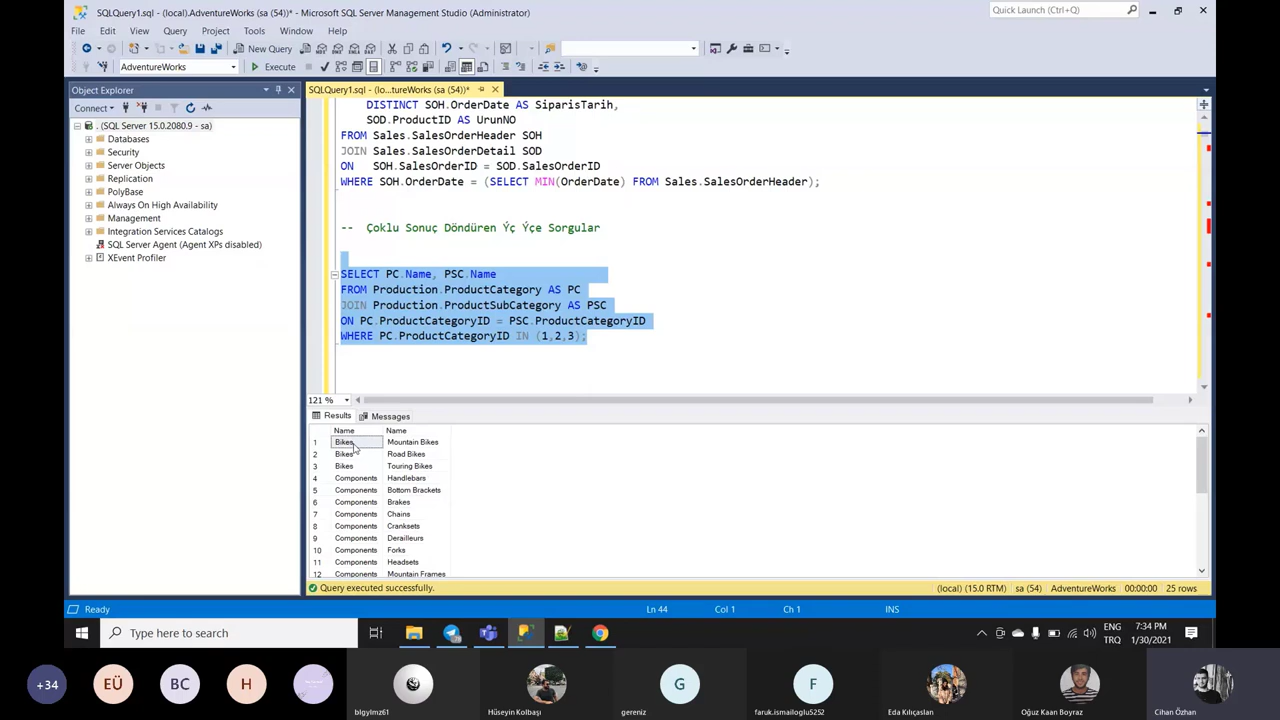 SQLQuery1.sql - (local).AdventureWorks (sa (54))* - Microsoft SQL Server Management Studio (Administrator)
Quick Launch (Ctrl+Q)
File Edit View Query Project Tools Window Help
New Query
AdventureWorks
Execute
Object Explorer
SQLQuery1.sql - (lo...tureWorks (sa (54))*
Connect
. (SQL Server 15.0.2080.9 - sa)
Databases
Security
Server Objects
Replication
PolyBase
Always On High Availability
Management
Integration Services Catalogs
SQL Server Agent (Agent XPs disabled)
XEvent Profiler
DISTINCT SOH.OrderDate AS SiparisTarih,
SOD.ProductID AS UrunNO
FROM Sales.SalesOrderHeader SOH
JOIN Sales.SalesOrderDetail SOD
ON SOH.SalesOrderID = SOD.SalesOrderID
WHERE SOH.OrderDate = (SELECT MIN(OrderDate) FROM Sales.SalesOrderHeader);
-- Çoklu Sonuç Döndüren Ýç Ýçe Sorgular
SELECT PC.Name, PSC.Name
FROM Production.ProductCategory AS PC
JOIN Production.ProductSubCategory AS PSC
ON PC.ProductCategoryID = PSC.ProductCategoryID
WHERE PC.ProductCategoryID IN (1,2,3);
121 %
Results Messages
Name Name
1 Bikes Mountain Bikes
2 Bikes Road Bikes
3 Bikes Touring Bikes
4 Components Handlebars
5 Components Bottom Brackets
6 Components Brakes
7 Components Chains
8 Components Cranksets
9 Components Derailleurs
10 Components Forks
11 Components Headsets
12 Components Mountain Frames
Query executed successfully.
(local) (15.0 RTM) sa (54) AdventureWorks 00:00:00 25 rows
Ready
Ln 44 Col 1 Ch 1 INS
Type here to search
ENG
TRQ
7:34 PM
1/30/2021
+34 EÜ BC H G F
blgylmz61 Hüseyin Kolbaşı gereniz faruk.ismailoglu5252 Eda Kılıçaslan Oğuz Kaan Boyraz Cihan Özhan